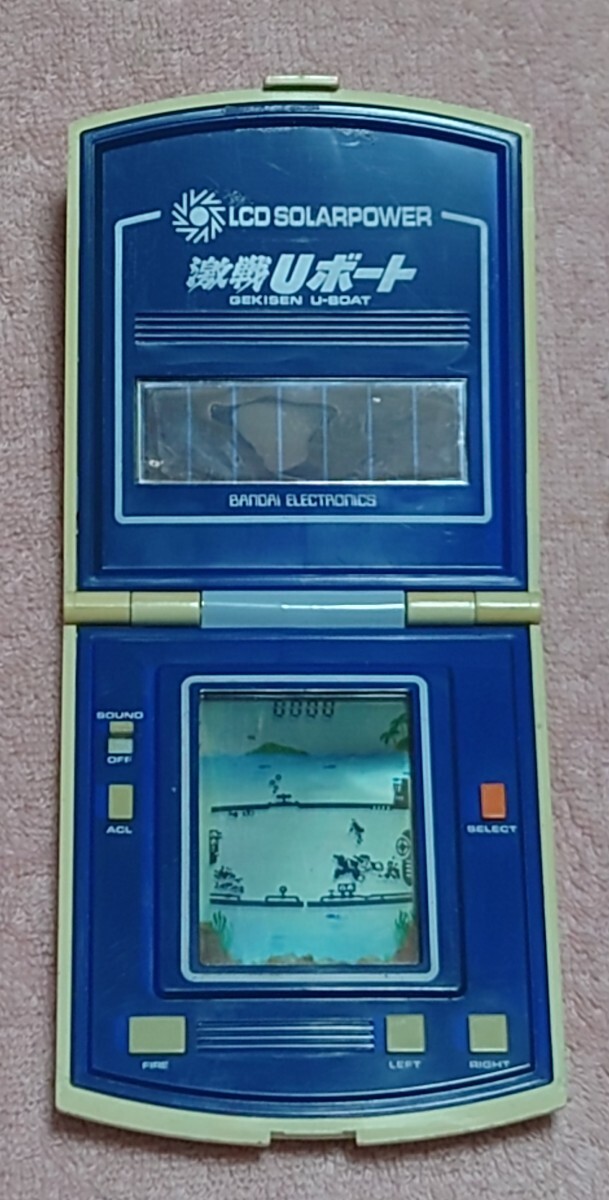 LCD SOLARPOWER
激戦Uボート
GEKISEN U-BOAT
BANDAI ELECTRONICS
0000
SOUND
OFF
ACL
SELECT
FIRE
LEFT
RIGHT